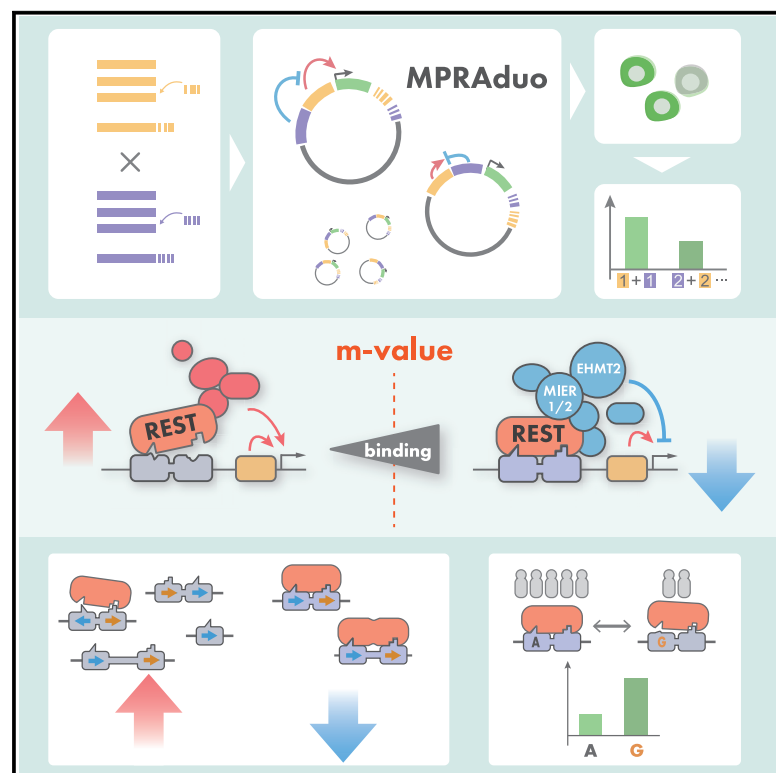 MPRAduo
1 + 1 2 + 2 ...
m-value
REST
binding
EHMT2
MIER
1/2
REST
A
G
A G